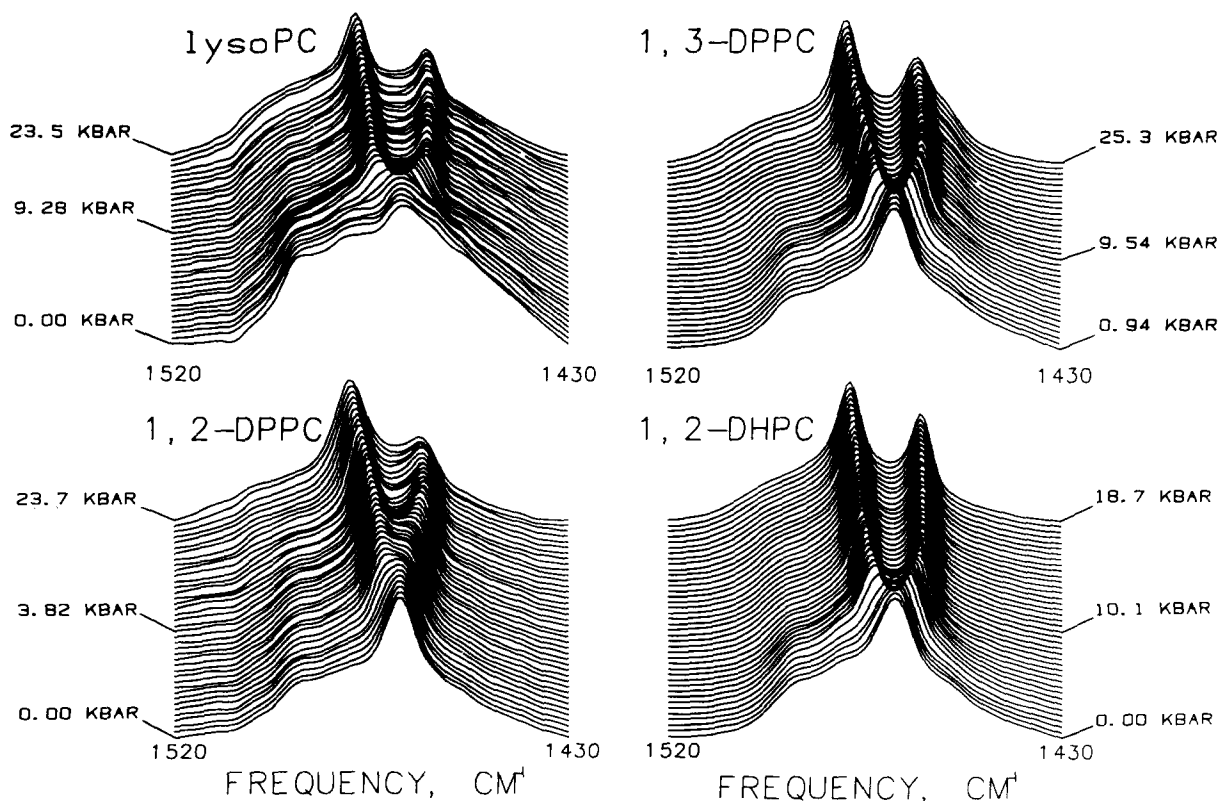 lysoPC
23.5 KBAR
9.28 KBAR
0.00 KBAR
1520
1430
1, 3-DPPC
25.3 KBAR
9.54 KBAR
0.94 KBAR
1520
1430
1, 2-DPPC
23.7 KBAR
3.82 KBAR
0.00 KBAR
1520
1430
FREQUENCY, CM⁻¹
1, 2-DHPC
18.7 KBAR
10.1 KBAR
0.00 KBAR
1520
1430
FREQUENCY, CM⁻¹